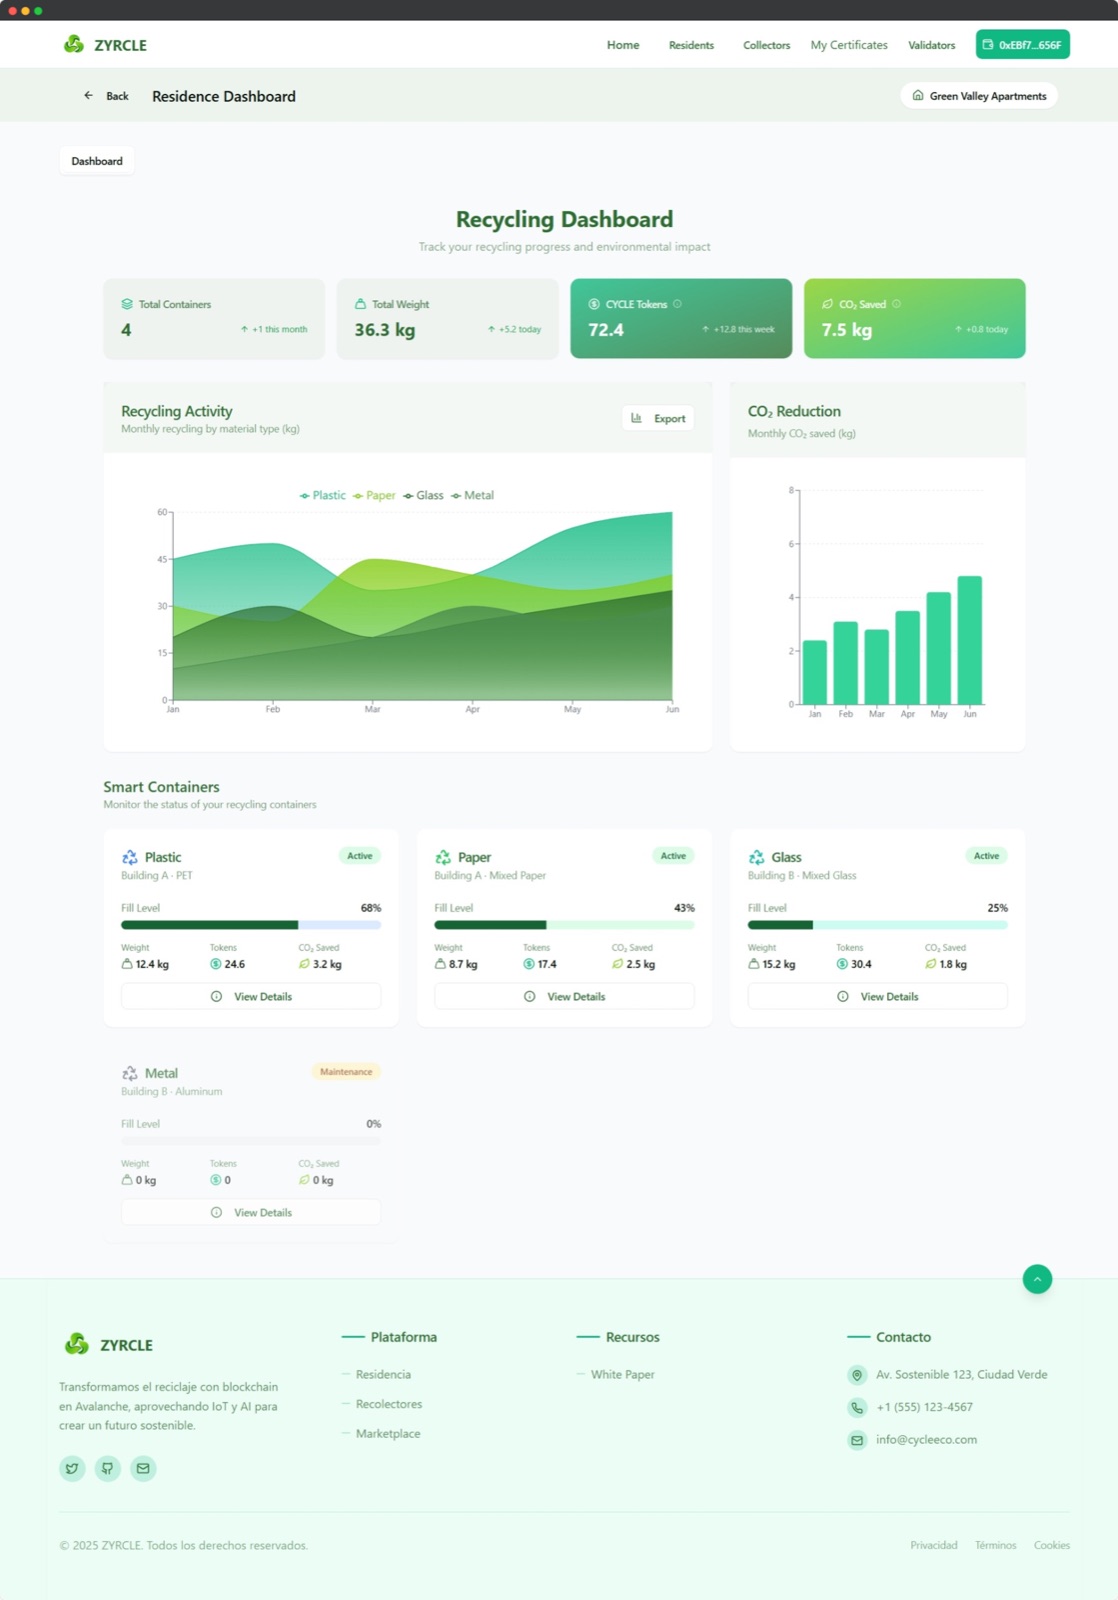 ZYRCLE
Home
Residents
Collectors
My Certificates
Validators
0xEBf7...656F
Back
Residence Dashboard
Green Valley Apartments
Dashboard
Recycling Dashboard
Track your recycling progress and environmental impact
Total Containers
4
+1 this month
Total Weight
36.3 kg
+5.2 today
CYCLE Tokens
72.4
+12.8 this week
CO₂ Saved
7.5 kg
+0.8 today
Recycling Activity
Monthly recycling by material type (kg)
Export
Plastic
Paper
Glass
Metal
60
45
30
15
0
Jan
Feb
Mar
Apr
May
Jun
CO₂ Reduction
Monthly CO₂ saved (kg)
8
6
4
2
0
Jan
Feb
Mar
Apr
May
Jun
Smart Containers
Monitor the status of your recycling containers
Plastic
Active
Building A · PET
Fill Level
68%
Weight
Tokens
CO₂ Saved
12.4 kg
24.6
3.2 kg
View Details
Paper
Active
Building A · Mixed Paper
Fill Level
43%
Weight
Tokens
CO₂ Saved
8.7 kg
17.4
2.5 kg
View Details
Glass
Active
Building B · Mixed Glass
Fill Level
25%
Weight
Tokens
CO₂ Saved
15.2 kg
30.4
1.8 kg
View Details
Metal
Maintenance
Building B · Aluminum
Fill Level
0%
Weight
Tokens
CO₂ Saved
0 kg
0
0 kg
View Details
ZYRCLE
Transformamos el reciclaje con blockchain
en Avalanche, aprovechando IoT y AI para
crear un futuro sostenible.
Plataforma
Residencia
Recolectores
Marketplace
Recursos
White Paper
Contacto
Av. Sostenible 123, Ciudad Verde
+1 (555) 123-4567
info@cycleeco.com
© 2025 ZYRCLE. Todos los derechos reservados.
Privacidad
Términos
Cookies